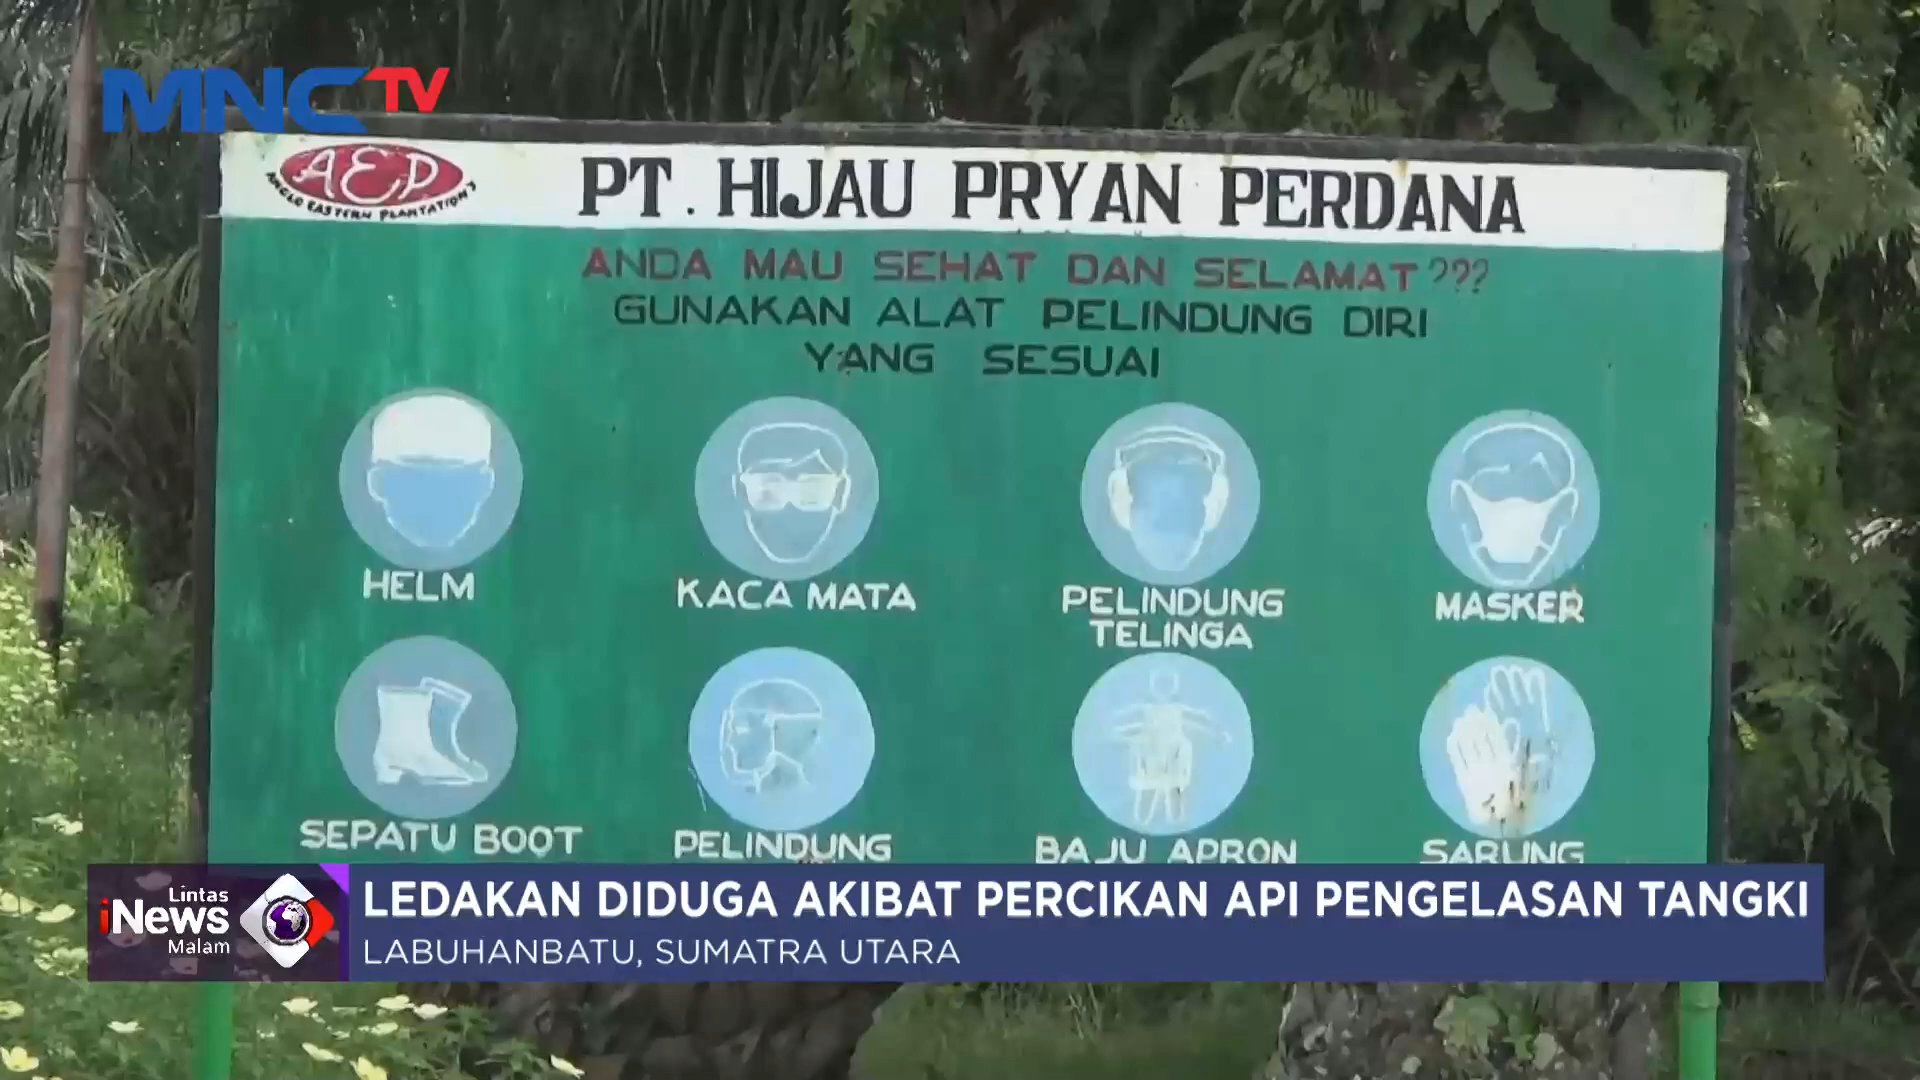 MNCTV
AEP
ANGLO EASTERN PLANTATION'S
PT. HIJAU PRYAN PERDANA
ANDA MAU SEHAT DAN SELAMAT???
GUNAKAN ALAT PELINDUNG DIRI
YANG SESUAI
HELM
KACA MATA
PELINDUNG
TELINGA
MASKER
SEPATU BOOT
PELINDUNG
BAJU APRON
SARUNG
Lintas
iNews
Malam
LEDAKAN DIDUGA AKIBAT PERCIKAN API PENGELASAN TANGKI
LABUHANBATU, SUMATRA UTARA